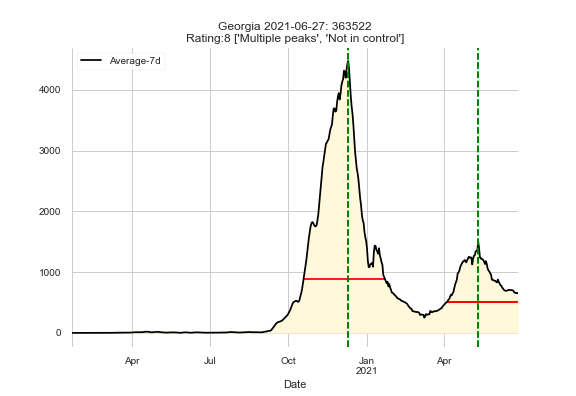 Georgia 2021-06-27: 363522
Rating:8 ['Multiple peaks', 'Not in control']
Average-7d
4000
3000
2000
1000
0
Apr Jul Oct Jan Apr
2021
Date